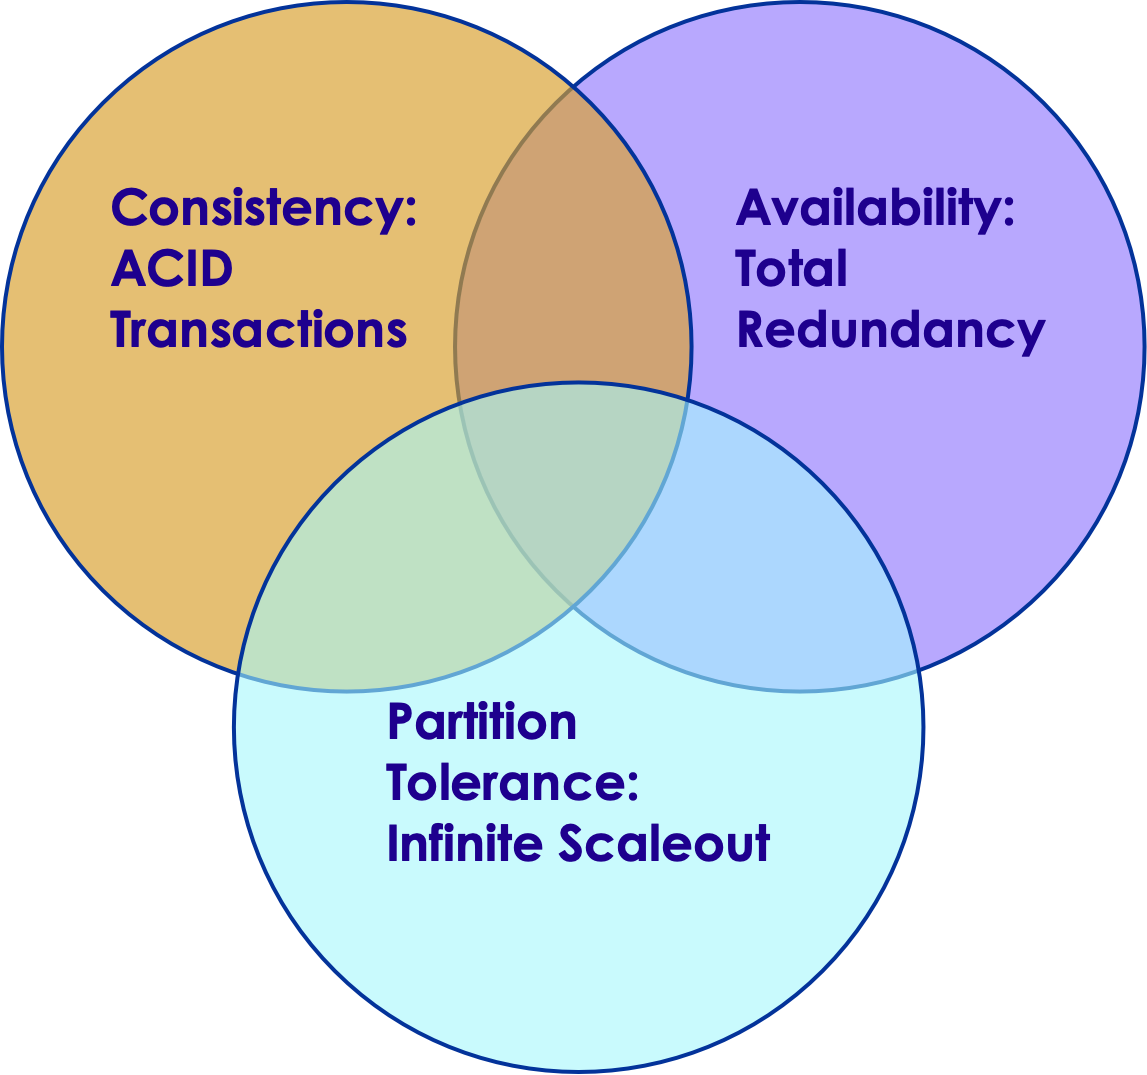 Consistency:
ACID
Transactions
Availability:
Total
Redundancy
Partition
Tolerance:
Infinite Scaleout